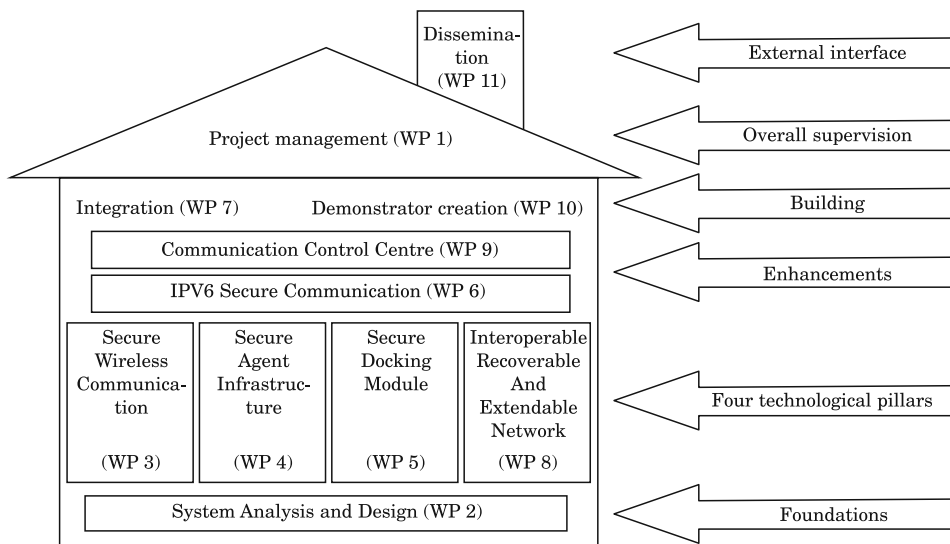 Dissemina-
tion
(WP 11)
External interface
Project management (WP 1)
Overall supervision
Integration (WP 7)
Demonstrator creation (WP 10)
Building
Communication Control Centre (WP 9)
IPV6 Secure Communication (WP 6)
Enhancements
Secure
Wireless
Communica-
tion
(WP 3)
Secure
Agent
Infrastruc-
ture
(WP 4)
Secure
Docking
Module
(WP 5)
Interoperable
Recoverable
And
Extendable
Network
(WP 8)
Four technological pillars
System Analysis and Design (WP 2)
Foundations